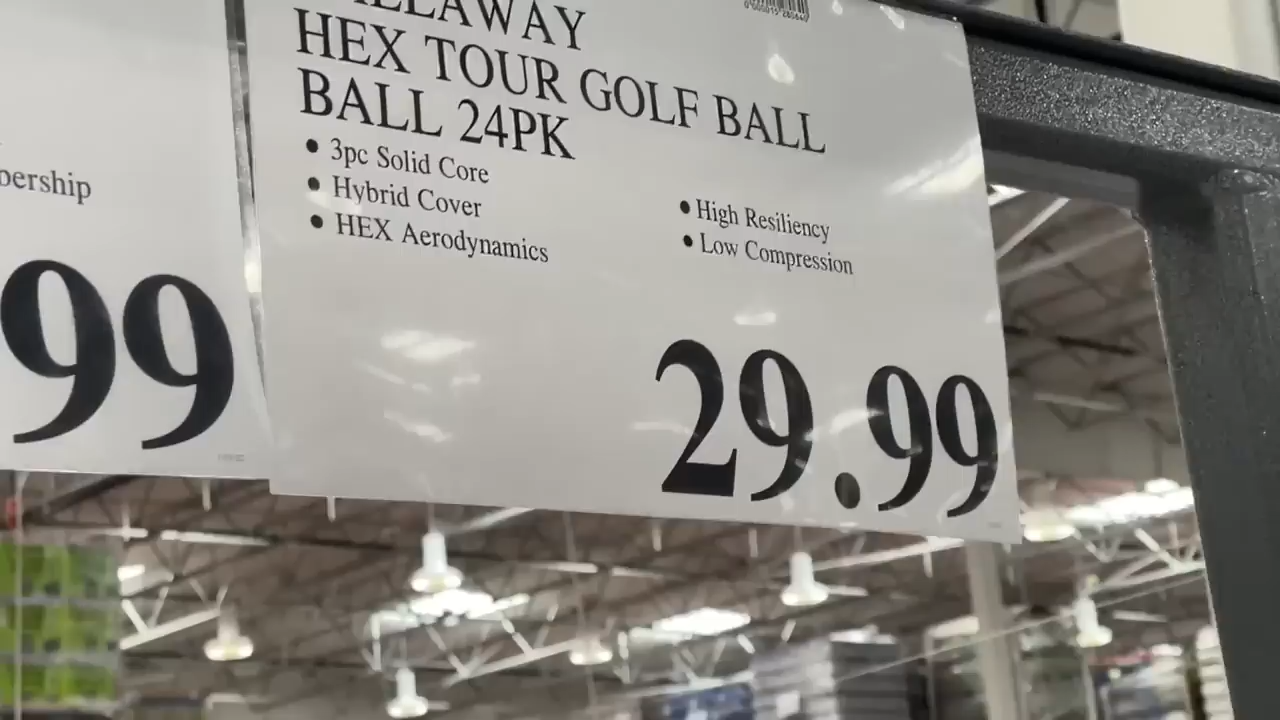 HEX TOUR GOLF BALL
BALL 24PK
• 3pc Solid Core
• Hybrid Cover
• HEX Aerodynamics
• High Resiliency
• Low Compression
29.99
99